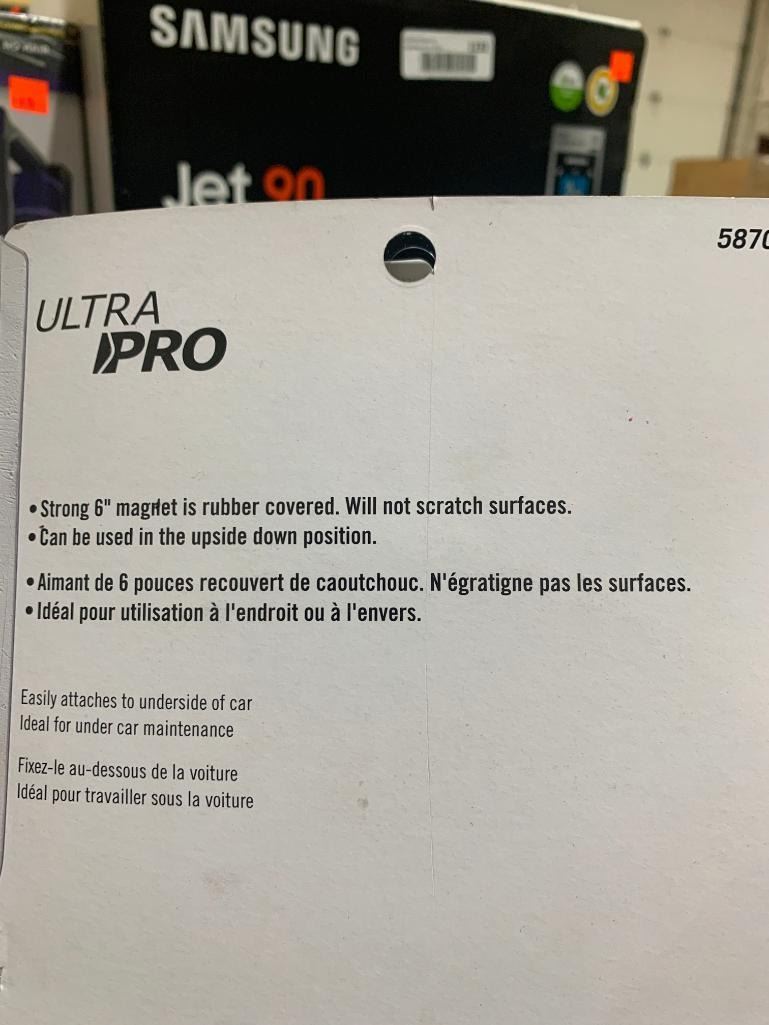 SAMSUNG
Jet 90
5870
ULTRA
PRO
•Strong 6" magnet is rubber covered. Will not scratch surfaces.
•Can be used in the upside down position.
•Aimant de 6 pouces recouvert de caoutchouc. N'égratigne pas les surfaces.
•Idéal pour utilisation à l'endroit ou à l'envers.
Easily attaches to underside of car
Ideal for under car maintenance
Fixez-le au-dessous de la voiture
Idéal pour travailler sous la voiture